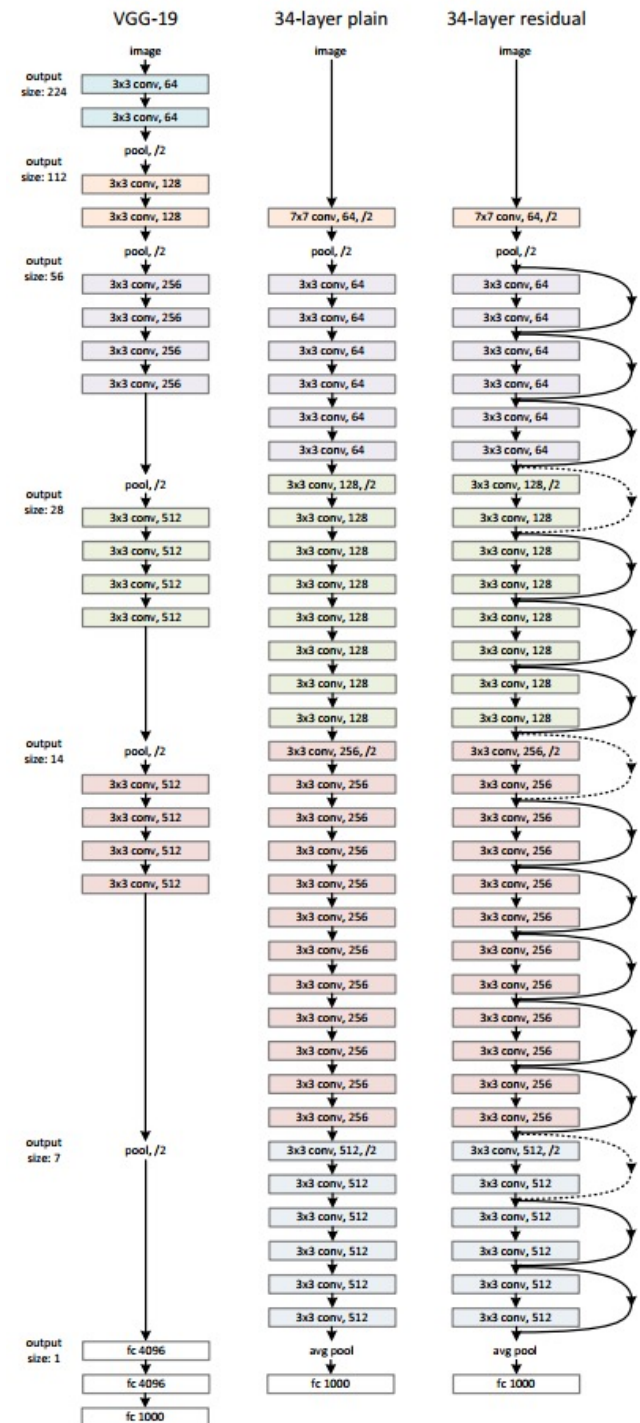 VGG-19
34-layer plain
34-layer residual
image
output
size: 224
3x3 conv, 64
3x3 conv, 64
pool, /2
output
size: 112
3x3 conv, 128
3x3 conv, 128
pool, /2
output
size: 56
3x3 conv, 256
3x3 conv, 256
3x3 conv, 256
3x3 conv, 256
pool, /2
output
size: 28
3x3 conv, 512
3x3 conv, 512
3x3 conv, 512
3x3 conv, 512
pool, /2
output
size: 14
3x3 conv, 512
3x3 conv, 512
3x3 conv, 512
3x3 conv, 512
output
size: 7
pool, /2
output
size: 1
fc 4096
fc 4096
fc 1000
image
7x7 conv, 64, /2
pool, /2
3x3 conv, 64
3x3 conv, 64
3x3 conv, 64
3x3 conv, 64
3x3 conv, 64
3x3 conv, 64
3x3 conv, 128, /2
3x3 conv, 128
3x3 conv, 128
3x3 conv, 128
3x3 conv, 128
3x3 conv, 128
3x3 conv, 128
3x3 conv, 128
3x3 conv, 256, /2
3x3 conv, 256
3x3 conv, 256
3x3 conv, 256
3x3 conv, 256
3x3 conv, 256
3x3 conv, 256
3x3 conv, 256
3x3 conv, 256
3x3 conv, 256
3x3 conv, 256
3x3 conv, 256
3x3 conv, 512, /2
3x3 conv, 512
3x3 conv, 512
3x3 conv, 512
3x3 conv, 512
3x3 conv, 512
avg pool
fc 1000
image
7x7 conv, 64, /2
pool, /2
3x3 conv, 64
3x3 conv, 64
3x3 conv, 64
3x3 conv, 64
3x3 conv, 64
3x3 conv, 64
3x3 conv, 128, /2
3x3 conv, 128
3x3 conv, 128
3x3 conv, 128
3x3 conv, 128
3x3 conv, 128
3x3 conv, 128
3x3 conv, 128
3x3 conv, 256, /2
3x3 conv, 256
3x3 conv, 256
3x3 conv, 256
3x3 conv, 256
3x3 conv, 256
3x3 conv, 256
3x3 conv, 256
3x3 conv, 256
3x3 conv, 256
3x3 conv, 256
3x3 conv, 256
3x3 conv, 512, /2
3x3 conv, 512
3x3 conv, 512
3x3 conv, 512
3x3 conv, 512
3x3 conv, 512
avg pool
fc 1000